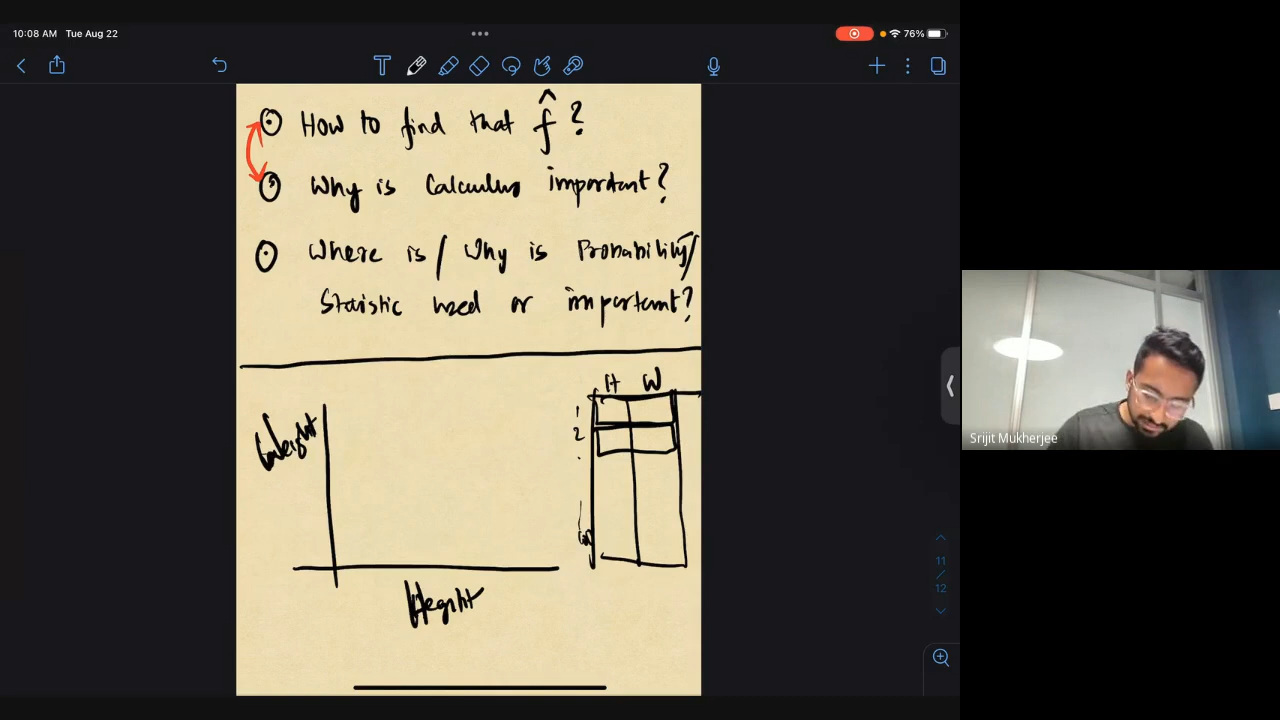 10:08 AM Tue Aug 22
76%
How to find that f̂ ?
Why is Calculus important?
Where is / Why is Probability/
Statistic used or important?
H W
1
2
Weight
Height
11
/
12
Srijit Mukherjee